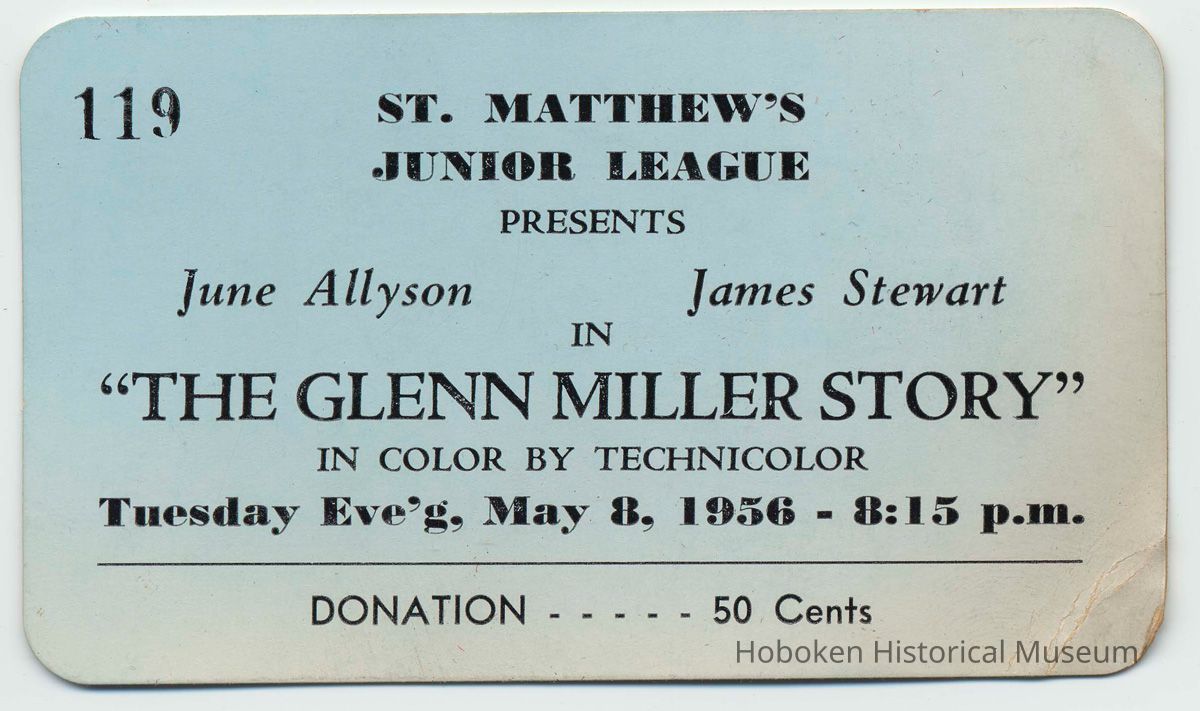 119
ST. MATTHEW'S
JUNIOR LEAGUE
PRESENTS
June Allyson James Stewart
IN
“THE GLENN MILLER STORY”
IN COLOR BY TECHNICOLOR
Tuesday Eve'g, May 8, 1956 - 8:15 p.m.
DONATION - - - - - 50 Cents
Hoboken Historical Museum